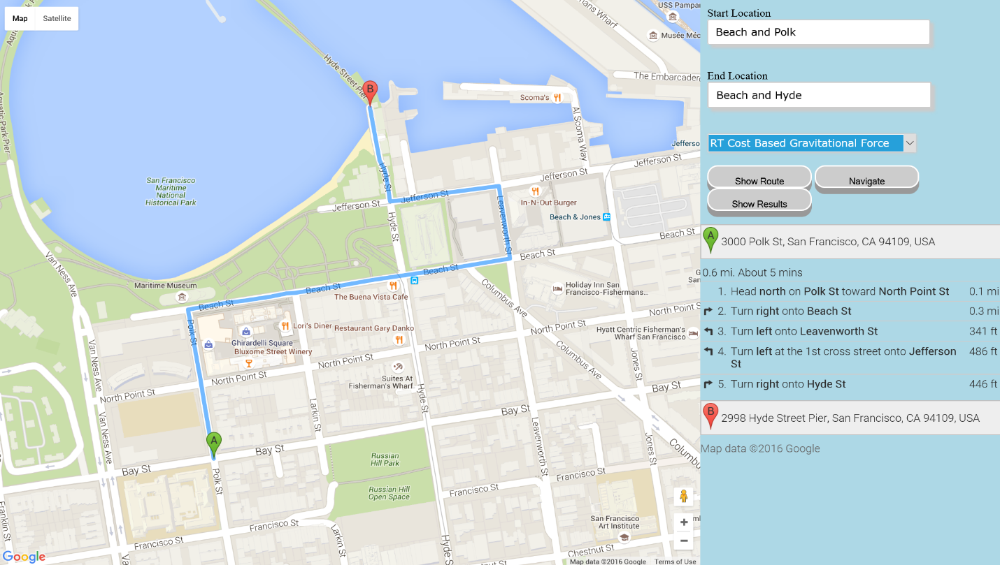 Map Satellite
USS Pampan
Musée Méc
Hyde Street Pier
B
The Embarcadero
Scoma's
Al Scoma Way
Aquatic Park Pier
Jefferson
Jefferson St
Hyde St
Jefferson St
Jefferson St
San Francisco
Maritime
National
Historical Park
In-N-Out Burger
Leavenworth St
Beach & Jones
Hyde St
Beach St
Beach St
Van Ness Ave
Beach St
Maritime Museum
Beach St
The Buena Vista Cafe
Columbus Ave
Holiday Inn San
Francisco-Fishermans...
Beach St
Polk St
Lori's Diner
Restaurant Gary Danko
North Point St
Hyatt Centric Fisherman's
Wharf San Francisco
Ghirardelli Square
Bluxome Street Winery
North Point St
North Point St
Van Ness Ave
Columbus Ave
Jones St
Suites At
Fisherman's Wharf
North Point St
North Point St
Hyde St
Bay St
Larkin St
Bay St
Van Ness Ave
A
Leavenworth St
Bay St
Jones St
Columbus
Bay St
Russian
Hill Park
Polk St
Francisco St
Russian Hill
Open Space
Francisco St
Franklin St
Francisco St
Francisco St
Larkin St
Hyde St
San Francisco
Art Institute
Chestnut St
Google
Map data ©2016 Google Terms of Use
Start Location
Beach and Polk
End Location
Beach and Hyde
RT Cost Based Gravitational Force
Show Route Navigate
Show Results
A 3000 Polk St, San Francisco, CA 94109, USA
0.6 mi. About 5 mins
1. Head north on Polk St toward North Point St 0.1 mi
2. Turn right onto Beach St 0.3 mi
3. Turn left onto Leavenworth St 341 ft
4. Turn left at the 1st cross street onto Jefferson 486 ft
St
5. Turn right onto Hyde St 446 ft
B 2998 Hyde Street Pier, San Francisco, CA 94109, USA
Map data ©2016 Google